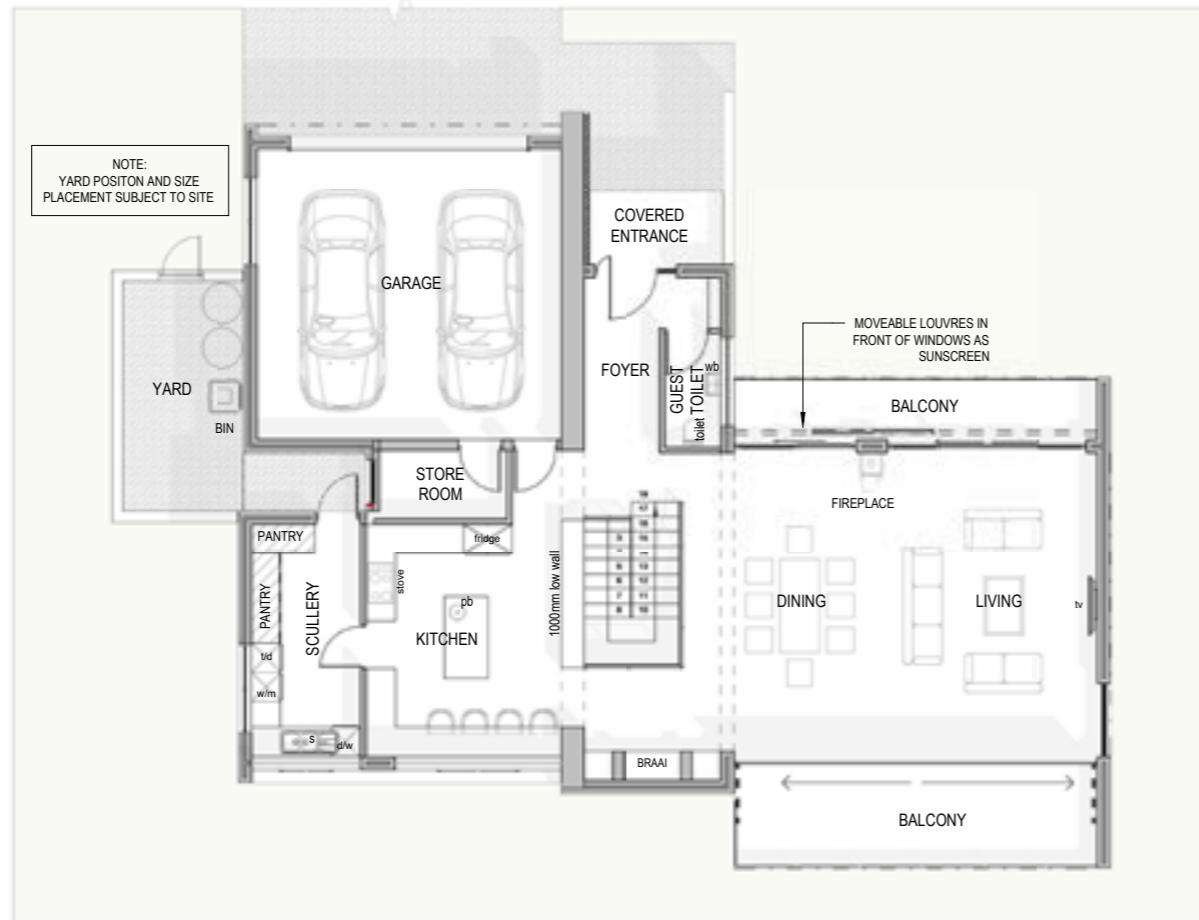 NOTE:
YARD POSITON AND SIZE
PLACEMENT SUBJECT TO SITE
COVERED
ENTRANCE
GARAGE
MOVEABLE LOUVRES IN
FRONT OF WINDOWS AS
SUNSCREEN
FOYER
GUEST
TOILET
wb
toilet
YARD
BIN
BALCONY
STORE
ROOM
FIREPLACE
PANTRY
fridge
PANTRY
SCULLERY
stove
pb
KITCHEN
1000mm low wall
DINING
LIVING
tv
t/d
w/m
S
d/w
BRAAI
BALCONY